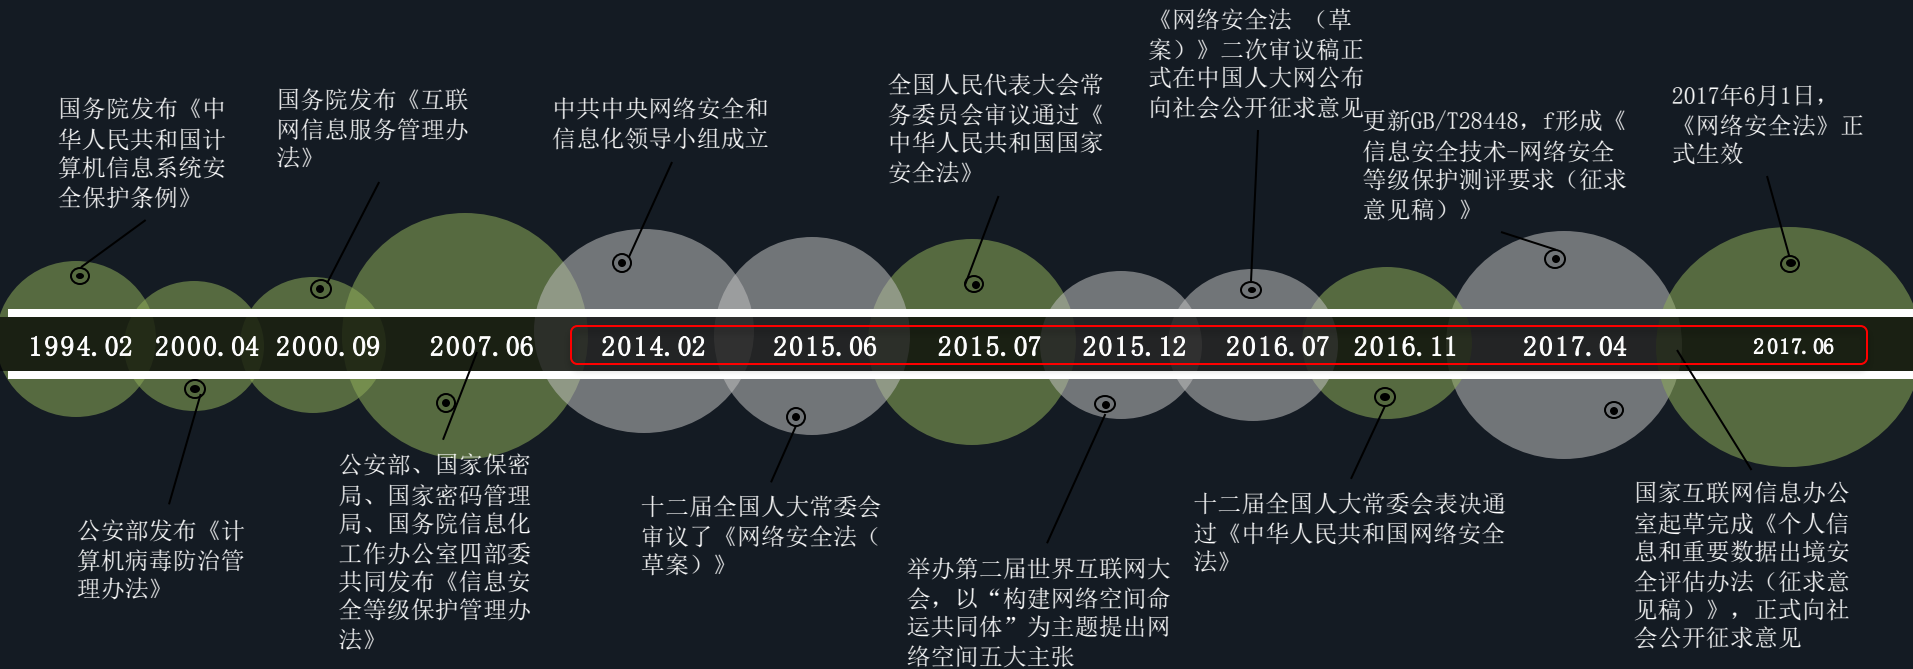 国务院发布《中
华人民共和国计
算机信息系统安
全保护条例》
国务院发布《互联
网信息服务管理办
法》
中共中央网络安全和
信息化领导小组成立
全国人民代表大会常
务委员会审议通过《
中华人民共和国国家
安全法》
《网络安全法 （草
案）》二次审议稿正
式在中国人大网公布
向社会公开征求意见
更新GB/T28448，f形成《
信息安全技术-网络安全
等级保护测评要求（征求
意见稿）》
2017年6月1日，
《网络安全法》正
式生效
1994.02
2000.04
2000.09
2007.06
2014.02
2015.06
2015.07
2015.12
2016.07
2016.11
2017.04
2017.06
公安部发布《计
算机病毒防治管
理办法》
公安部、国家保密
局、国家密码管理
局、国务院信息化
工作办公室四部委
共同发布《信息安
全等级保护管理办
法》
十二届全国人大常委会
审议了《网络安全法（
草案）》
举办第二届世界互联网大
会，以“构建网络空间命
运共同体”为主题提出网
络空间五大主张
十二届全国人大常委会表决通
过《中华人民共和国网络安全
法》
国家互联网信息办公
室起草完成《个人信
息和重要数据出境安
全评估办法（征求意
见稿）》，正式向社
会公开征求意见